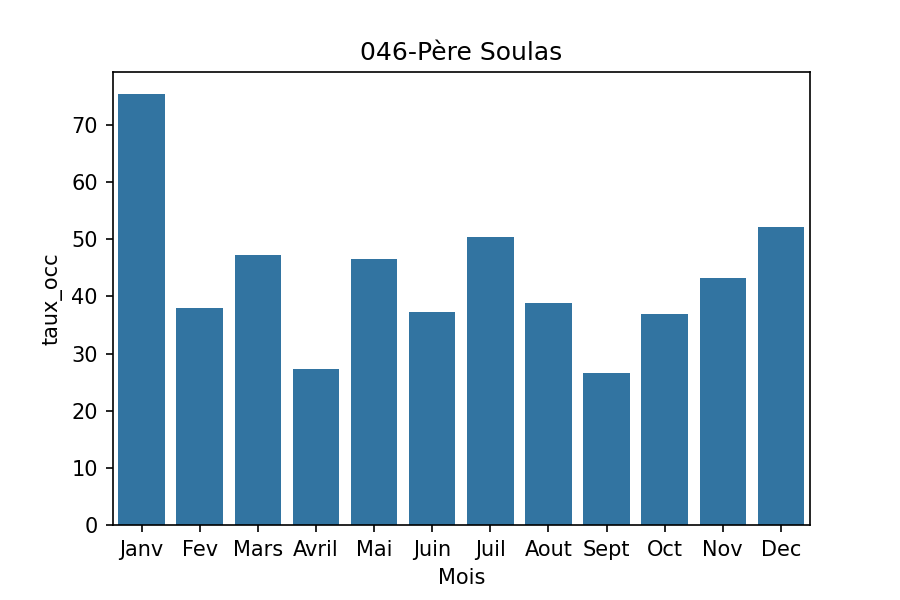 046-Père Soulas
taux_occ
70
60
50
40
30
20
10
0
Janv Fev Mars Avril Mai Juin Juil Aout Sept Oct Nov Dec
Mois